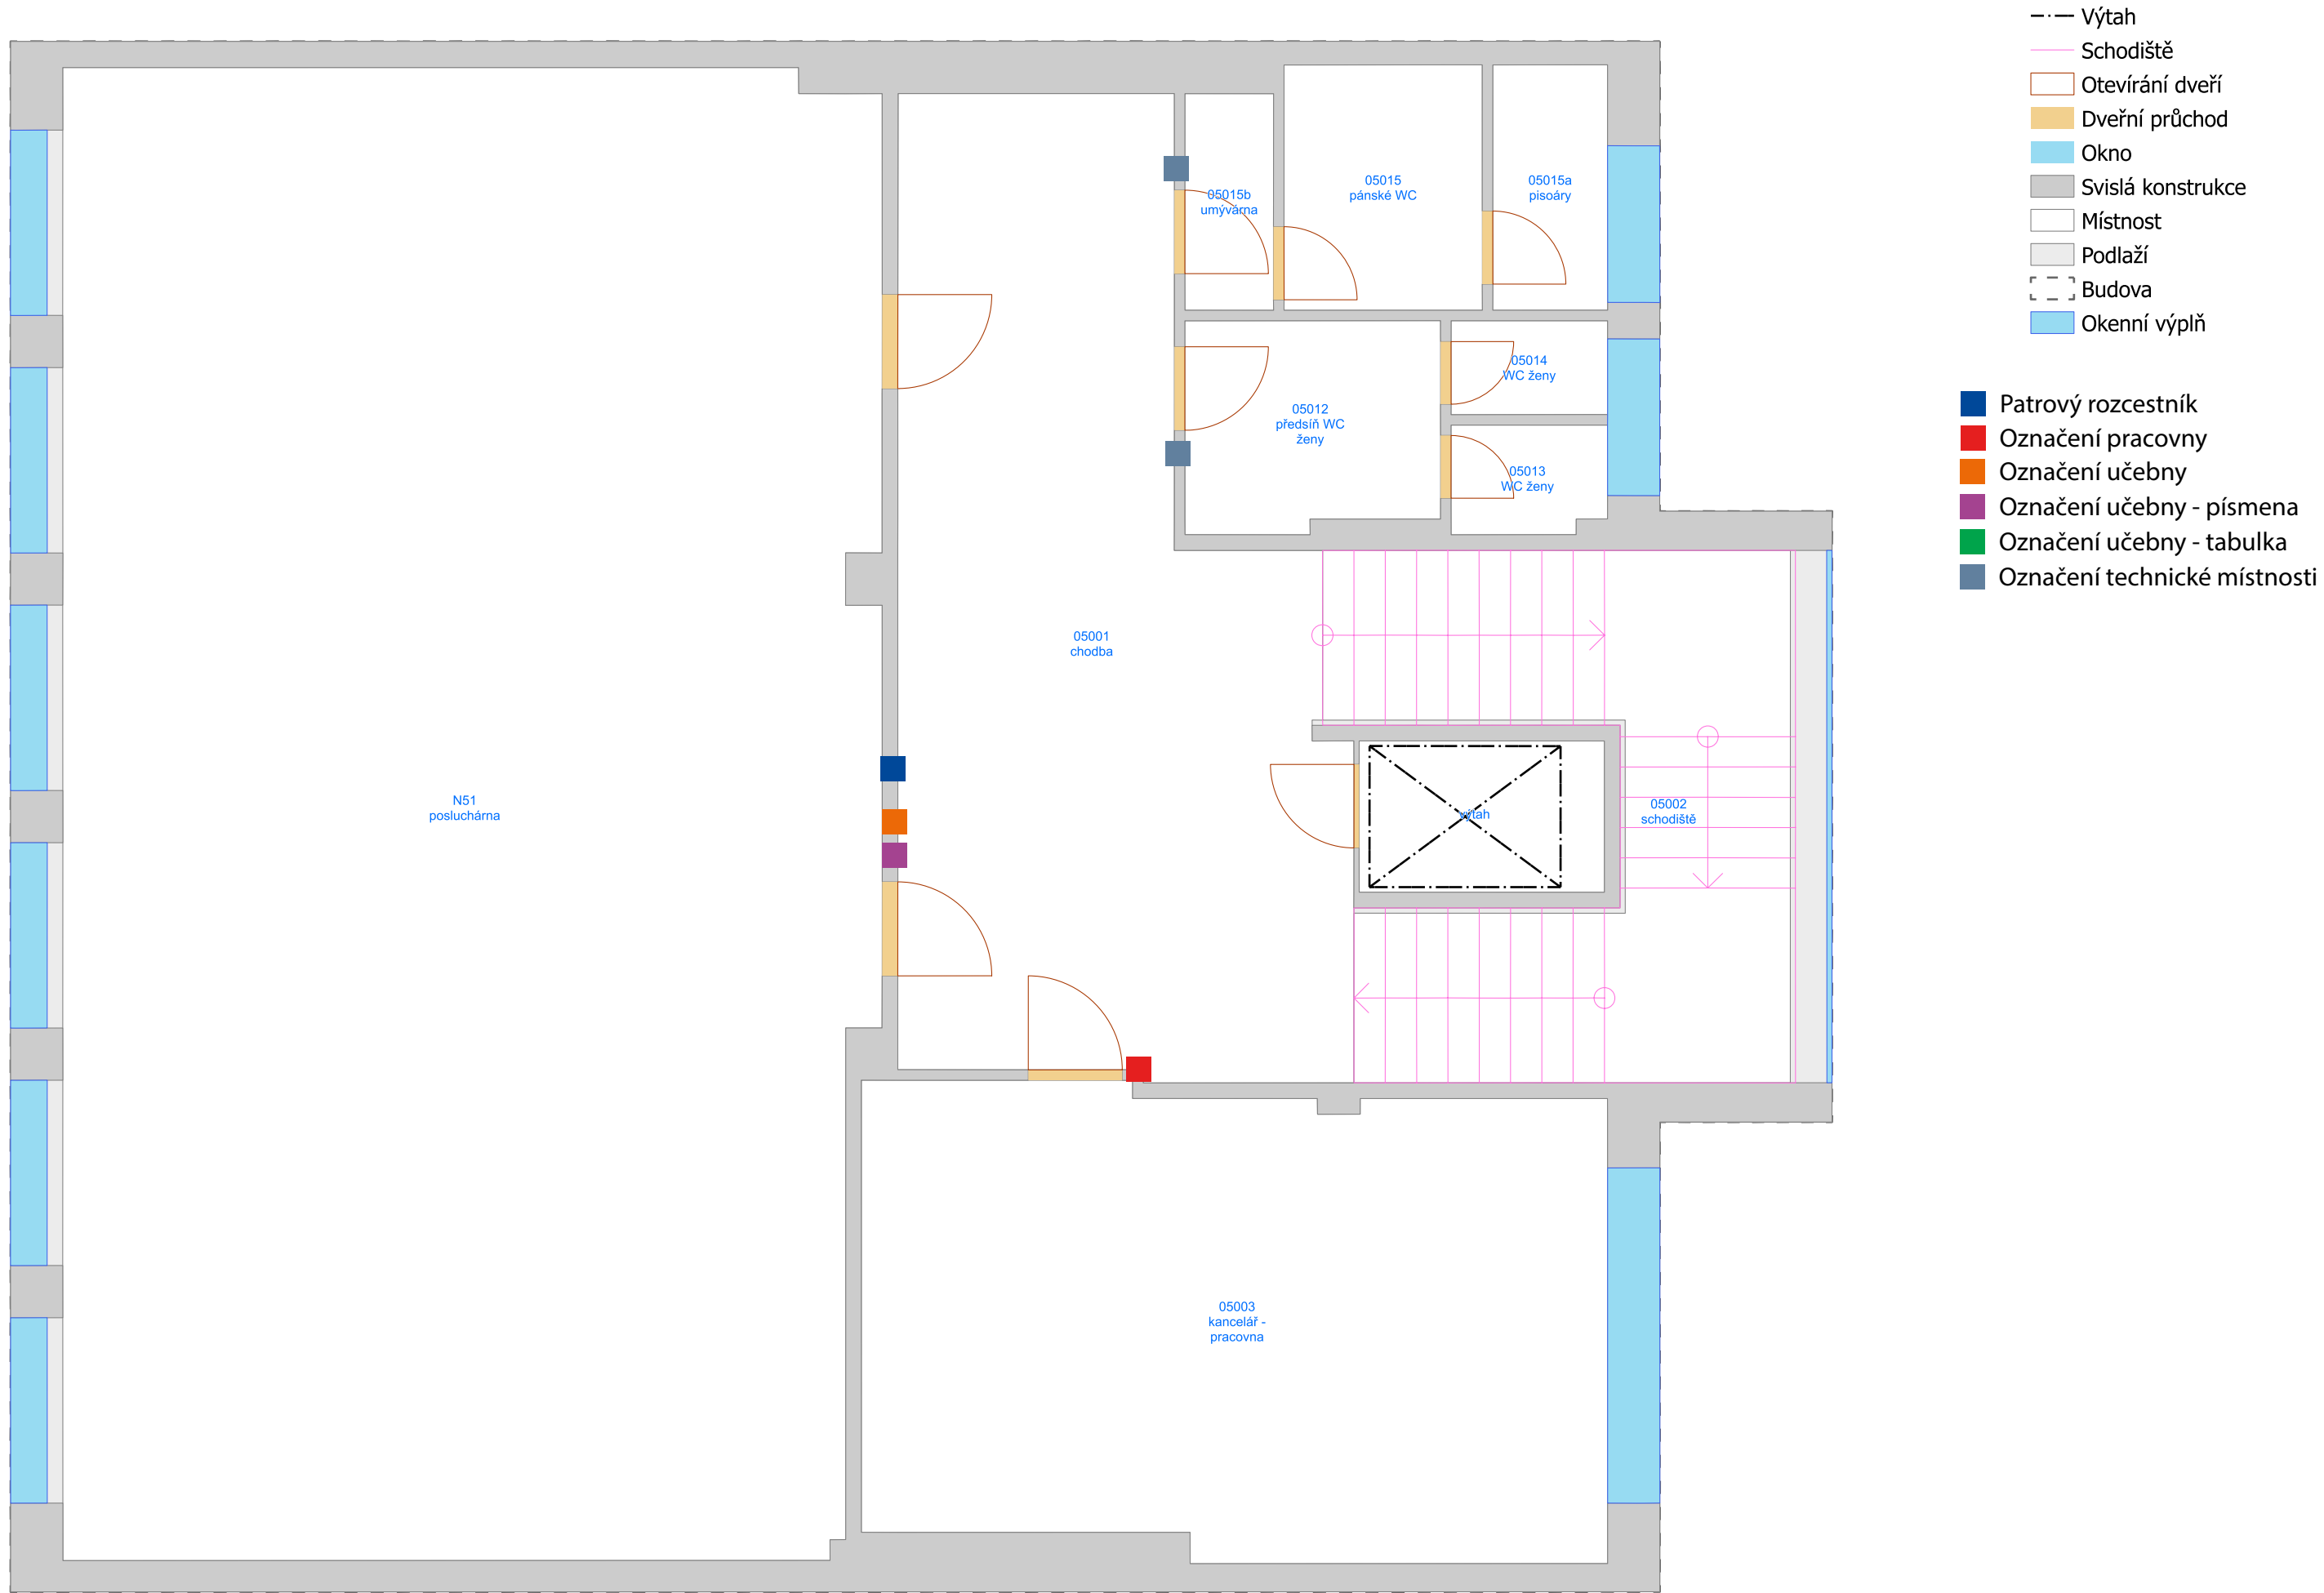 Výtah
Schodiště
Otevírání dveří
Dveřní průchod
Okno
Svislá konstrukce
Místnost
Podlaží
Budova
Okenní výplň
Patrový rozcestník
Označení pracovny
Označení učebny
Označení učebny - písmena
Označení učebny - tabulka
Označení technické místnosti
05015b
umývárna
05015
pánské WC
05015a
pisoáry
05014
WC ženy
05012
předsíň WC
ženy
05013
WC ženy
05001
chodba
N51
posluchárna
výtah
05002
schodiště
05003
kancelář -
pracovna